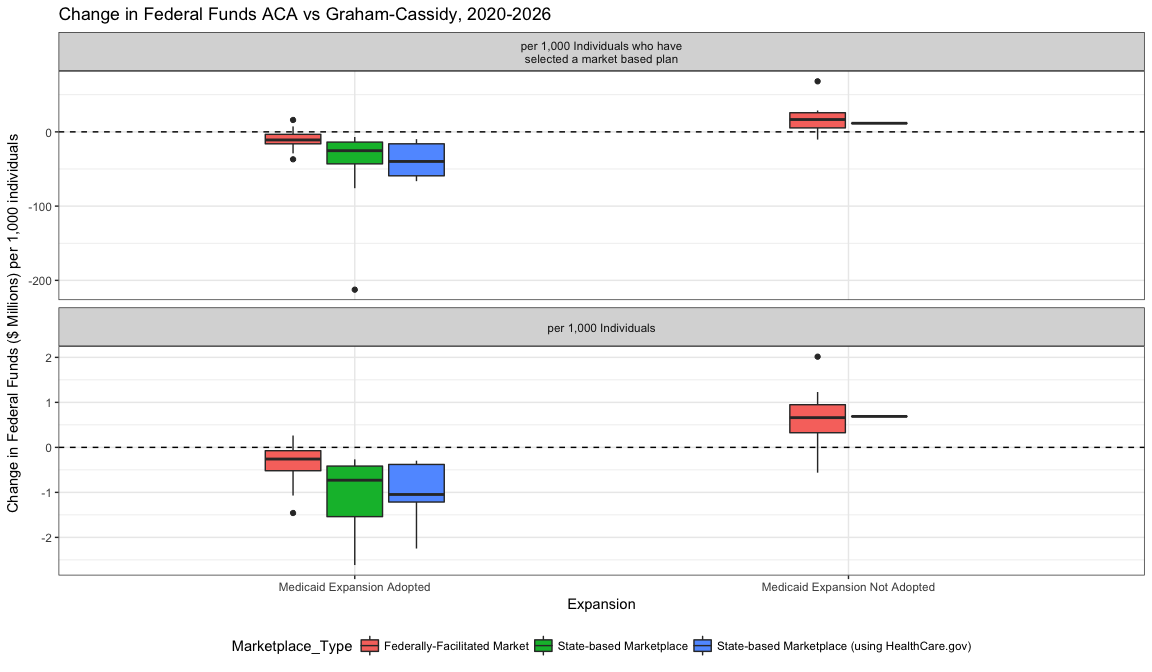 Change in Federal Funds ACA vs Graham-Cassidy, 2020-2026
per 1,000 Individuals who have
selected a market based plan
0
-100
-200
Change in Federal Funds ($ Millions) per 1,000 individuals
per 1,000 Individuals
2
1
0
-1
-2
Medicaid Expansion Adopted
Medicaid Expansion Not Adopted
Expansion
Marketplace_Type
Federally-Facilitated Market
State-based Marketplace
State-based Marketplace (using HealthCare.gov)